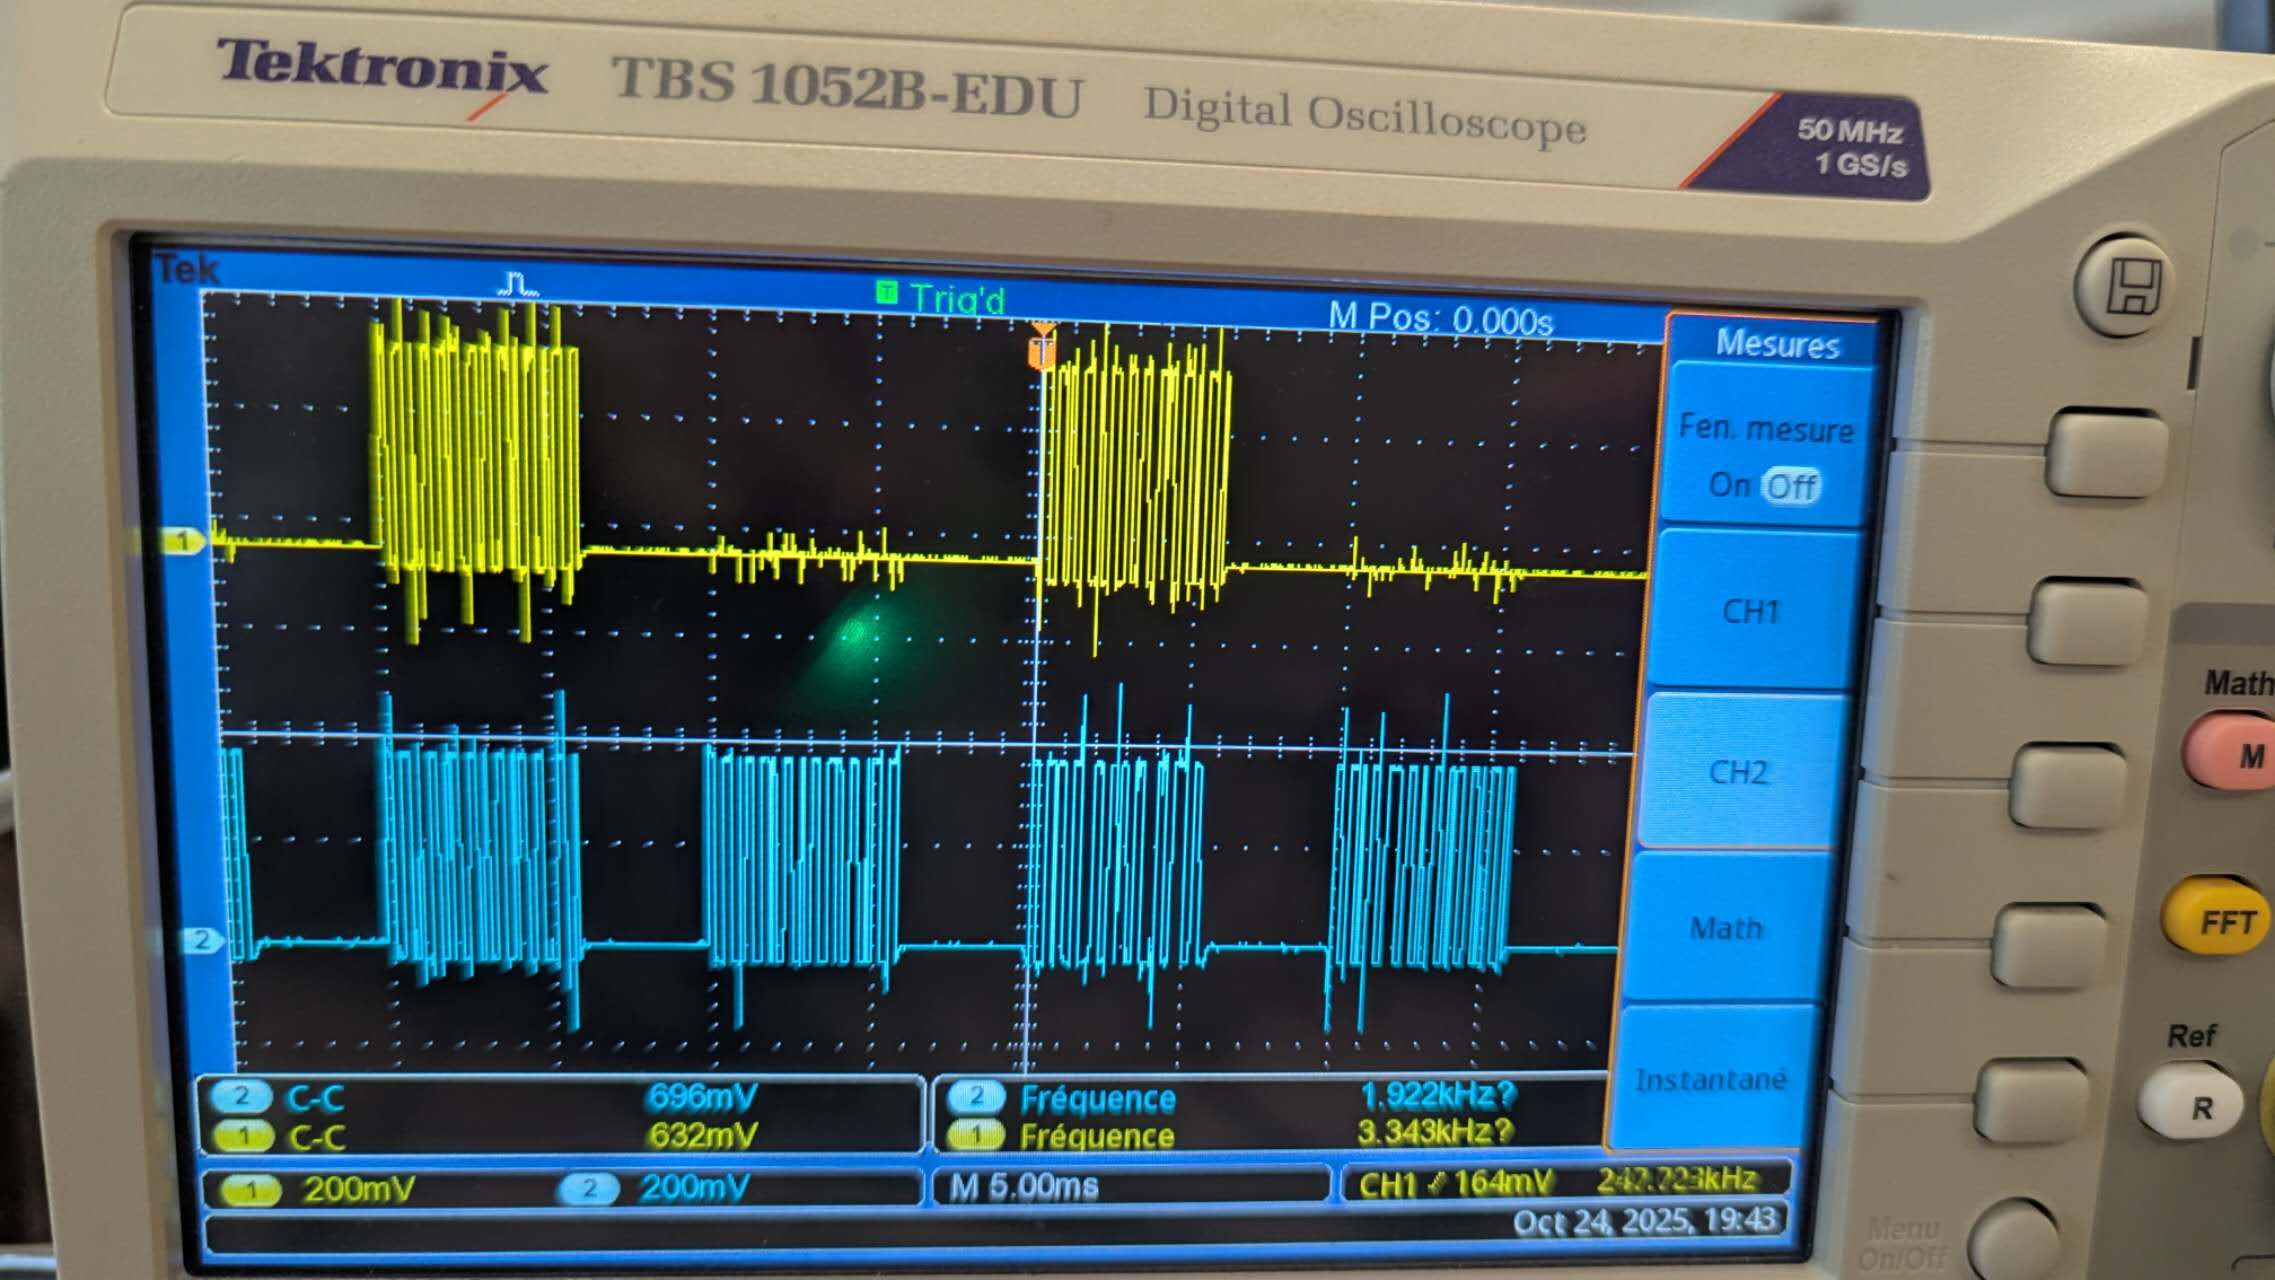 Tektronix TBS 1052B-EDU Digital Oscilloscope
50 MHz
1 GS/s
Tek
T Trig'd
M Pos: 0.000s
T
Mesures
Fen. mesure
On Off
CH1
CH2
Math
Instantané
1
2
2 C-C 696mV
1 C-C 632mV
2 Fréquence 1.922kHz?
1 Fréquence 3.343kHz?
1 200mV 2 200mV M 5.00ms CH1 164mV
Oct 24, 2025, 19:43
Math
M
FFT
Ref
R
Menu
On/Off